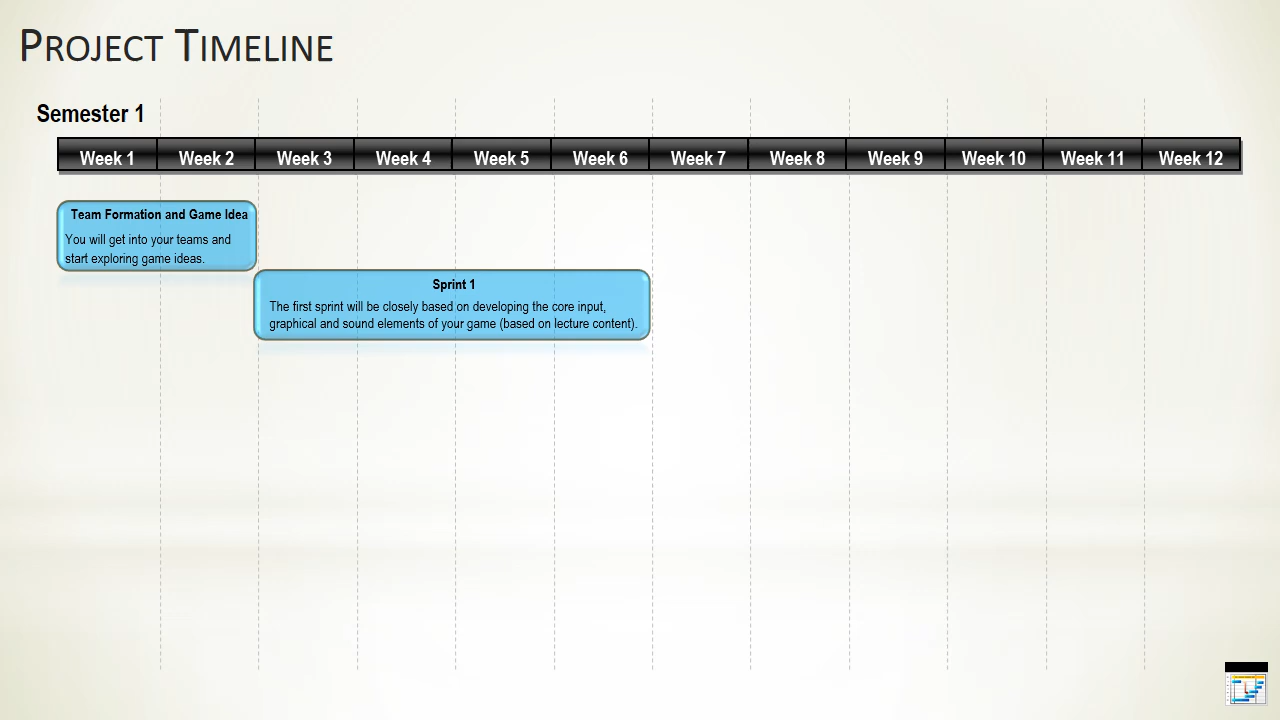 PROJECT TIMELINE
Semester 1
Week 1 Week 2 Week 3 Week 4 Week 5 Week 6 Week 7 Week 8 Week 9 Week 10 Week 11 Week 12
Team Formation and Game Idea
You will get into your teams and
start exploring game ideas.
Sprint 1
The first sprint will be closely based on developing the core input,
graphical and sound elements of your game (based on lecture content).